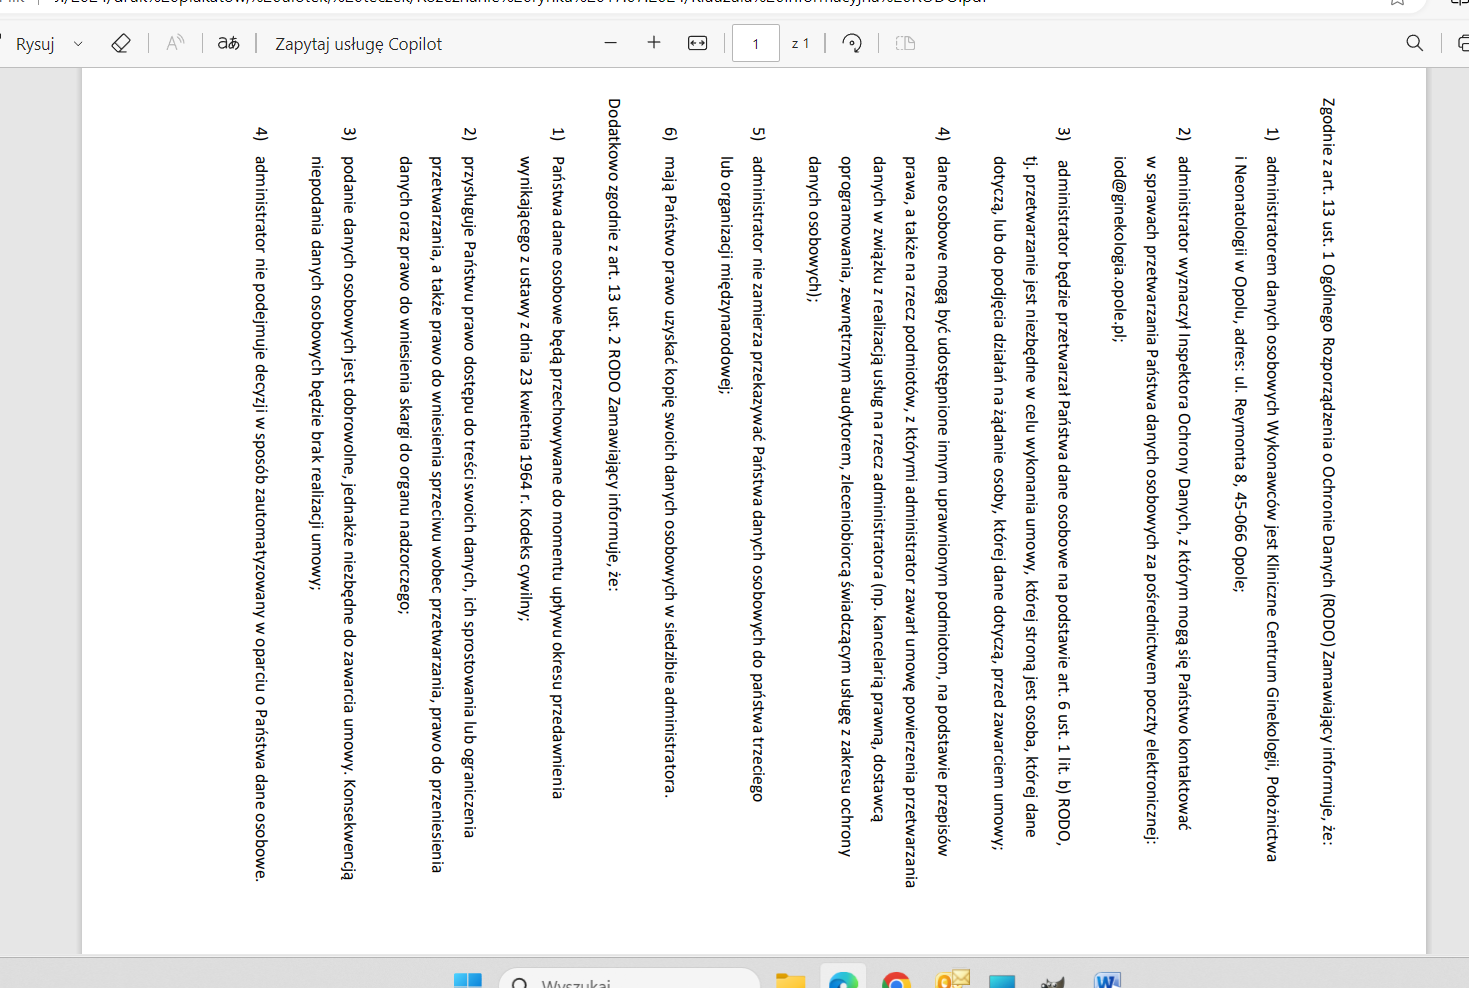 Rysuj
aあ
Zapytaj usługę Copilot
1
z 1
Zgodnie z art. 13 ust. 1 Ogólnego Rozporządzenia o Ochronie Danych (RODO) Zamawiający informuje, że:
1) administratorem danych osobowych Wykonawców jest Kliniczne Centrum Ginekologii, Położnictwa
i Neonatologii w Opolu, adres: ul. Reymonta 8, 45-066 Opole;
2) administrator wyznaczył Inspektora Ochrony Danych, z którym mogą się Państwo kontaktować
w sprawach przetwarzania Państwa danych osobowych za pośrednictwem poczty elektronicznej:
iod@ginekologia.opole.pl;
3) administrator będzie przetwarzał Państwa dane osobowe na podstawie art. 6 ust. 1 lit. b) RODO,
tj. przetwarzanie jest niezbędne w celu wykonania umowy, której stroną jest osoba, której dane
dotyczą, lub do podjęcia działań na żądanie osoby, której dane dotyczą, przed zawarciem umowy;
4) dane osobowe mogą być udostępnione innym uprawnionym podmiotom, na podstawie przepisów
prawa, a także na rzecz podmiotów, z którymi administrator zawarł umowę powierzenia przetwarzania
danych w związku z realizacją usług na rzecz administratora (np. kancelarią prawną, dostawcą
oprogramowania, zewnętrznym audytorem, zleceniobiorcą świadczącym usługę z zakresu ochrony
danych osobowych);
5) administrator nie zamierza przekazywać Państwa danych osobowych do państwa trzeciego
lub organizacji międzynarodowej;
6) mają Państwo prawo uzyskać kopię swoich danych osobowych w siedzibie administratora.
Dodatkowo zgodnie z art. 13 ust. 2 RODO Zamawiający informuje, że:
1) Państwa dane osobowe będą przechowywane do momentu upływu okresu przedawnienia
wynikającego z ustawy z dnia 23 kwietnia 1964 r. Kodeks cywilny;
2) przysługuje Państwu prawo dostępu do treści swoich danych, ich sprostowania lub ograniczenia
przetwarzania, a także prawo do wniesienia sprzeciwu wobec przetwarzania, prawo do przeniesienia
danych oraz prawo do wniesienia skargi do organu nadzorczego;
3) podanie danych osobowych jest dobrowolne, jednakże niezbędne do zawarcia umowy. Konsekwencją
niepodania danych osobowych będzie brak realizacji umowy;
4) administrator nie podejmuje decyzji w sposób zautomatyzowany w oparciu o Państwa dane osobowe.
Wyszukaj